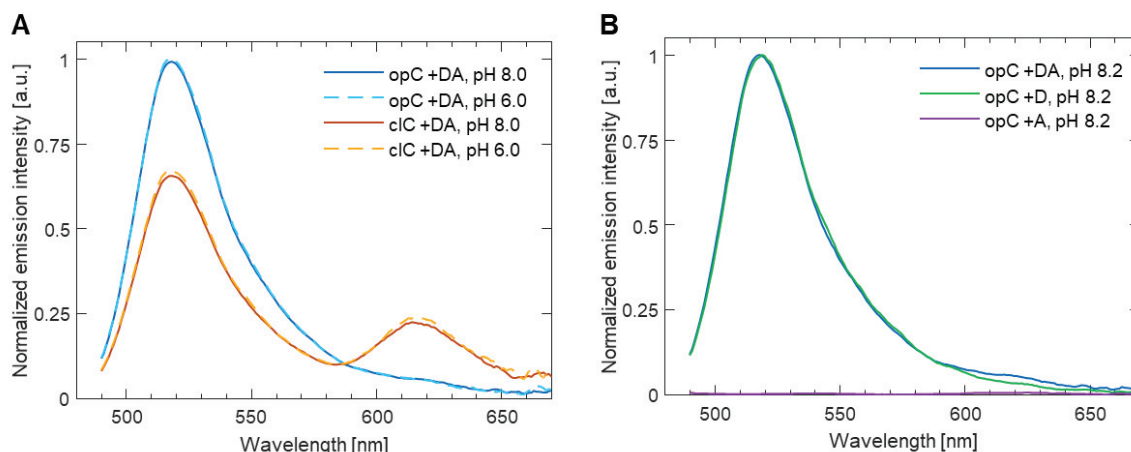 A
Normalized emission intensity [a.u.]
1
0.75
0.5
0.25
0
opC +DA, pH 8.0
opC +DA, pH 6.0
clC +DA, pH 8.0
clC +DA, pH 6.0
500
550
600
650
Wavelength [nm]
B
Normalized emission intensity [a.u.]
1
0.75
0.5
0.25
0
opC +DA, pH 8.2
opC +D, pH 8.2
opC +A, pH 8.2
500
550
600
650
Wavelength [nm]